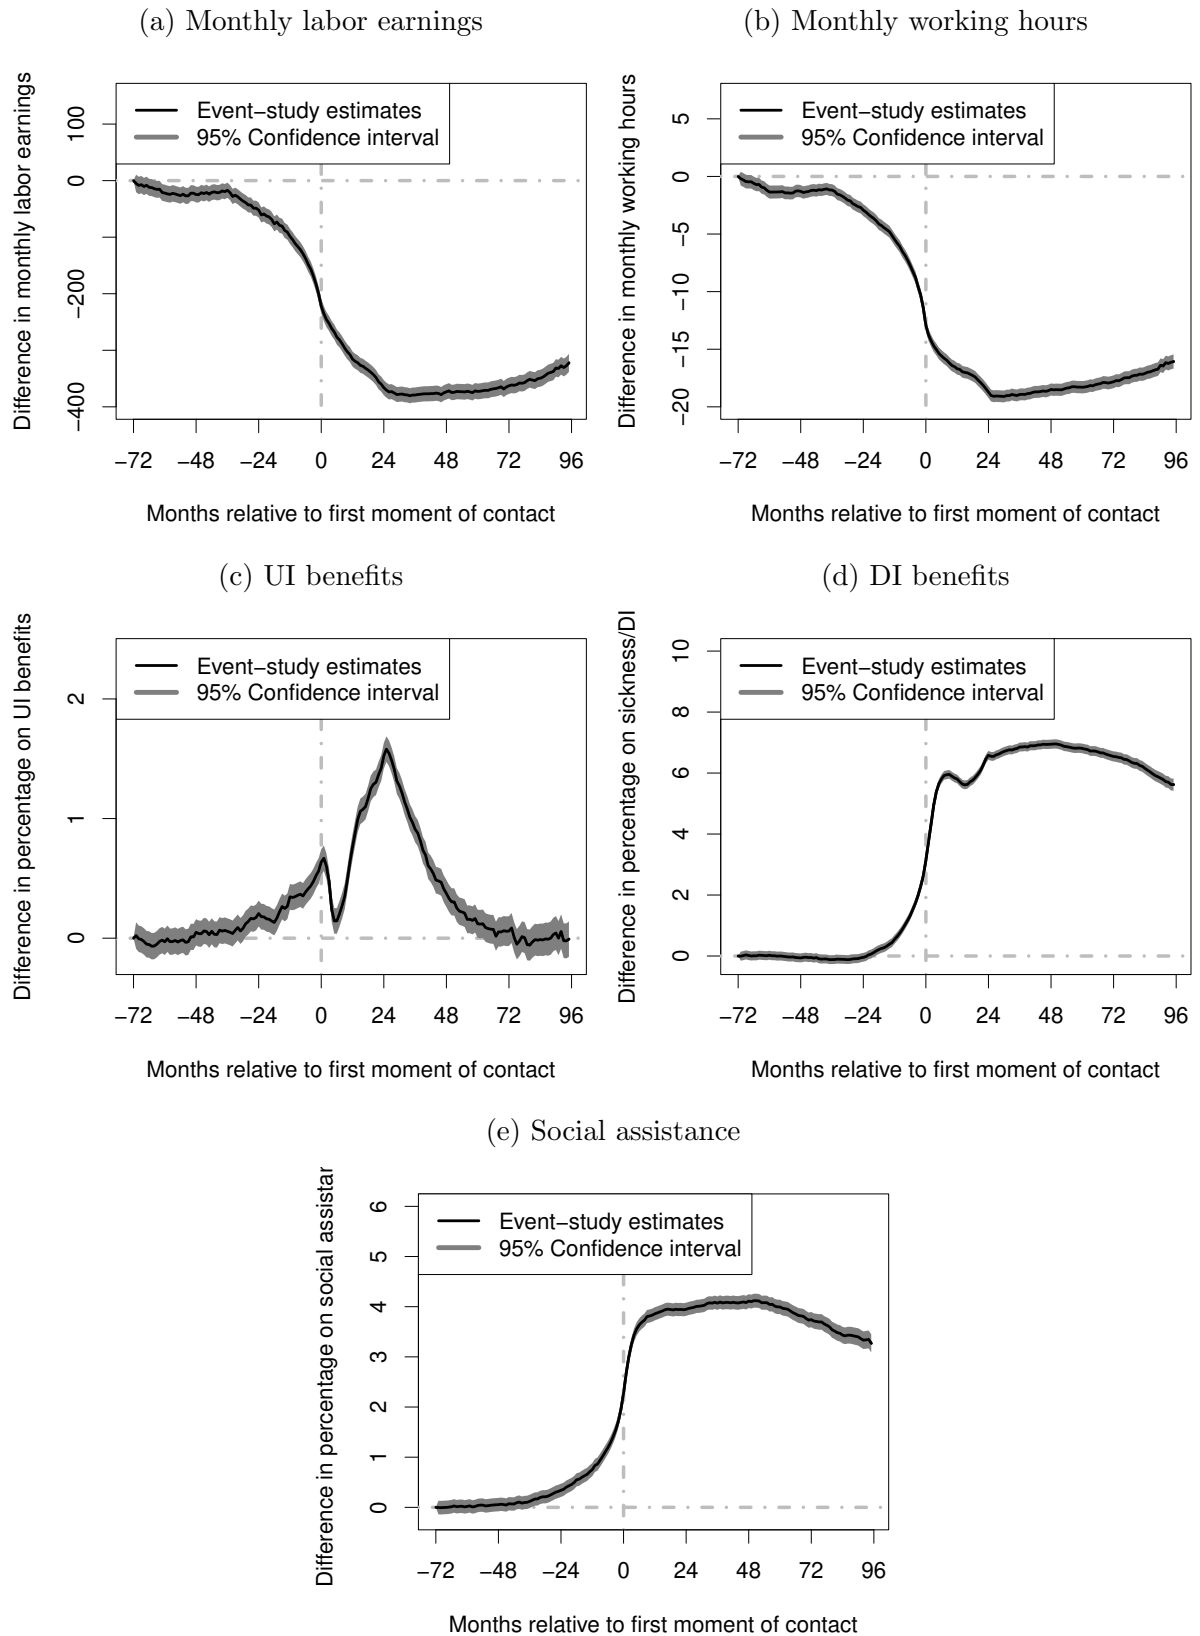 (a) Monthly labor earnings
Difference in monthly labor earnings
Event−study estimates
95% Confidence interval
100
0
−200
−400
−72 −48 −24 0 24 48 72 96
Months relative to first moment of contact
(b) Monthly working hours
Difference in monthly working hours
Event−study estimates
95% Confidence interval
5
0
−5
−10
−15
−20
−72 −48 −24 0 24 48 72 96
Months relative to first moment of contact
(c) UI benefits
Difference in percentage on UI benefits
Event−study estimates
95% Confidence interval
2
1
0
−72 −48 −24 0 24 48 72 96
Months relative to first moment of contact
(d) DI benefits
Difference in percentage on sickness/DI
Event−study estimates
95% Confidence interval
10
8
6
4
2
0
−72 −48 −24 0 24 48 72 96
Months relative to first moment of contact
(e) Social assistance
Difference in percentage on social assistar
Event−study estimates
95% Confidence interval
6
5
4
3
2
1
0
−72 −48 −24 0 24 48 72 96
Months relative to first moment of contact